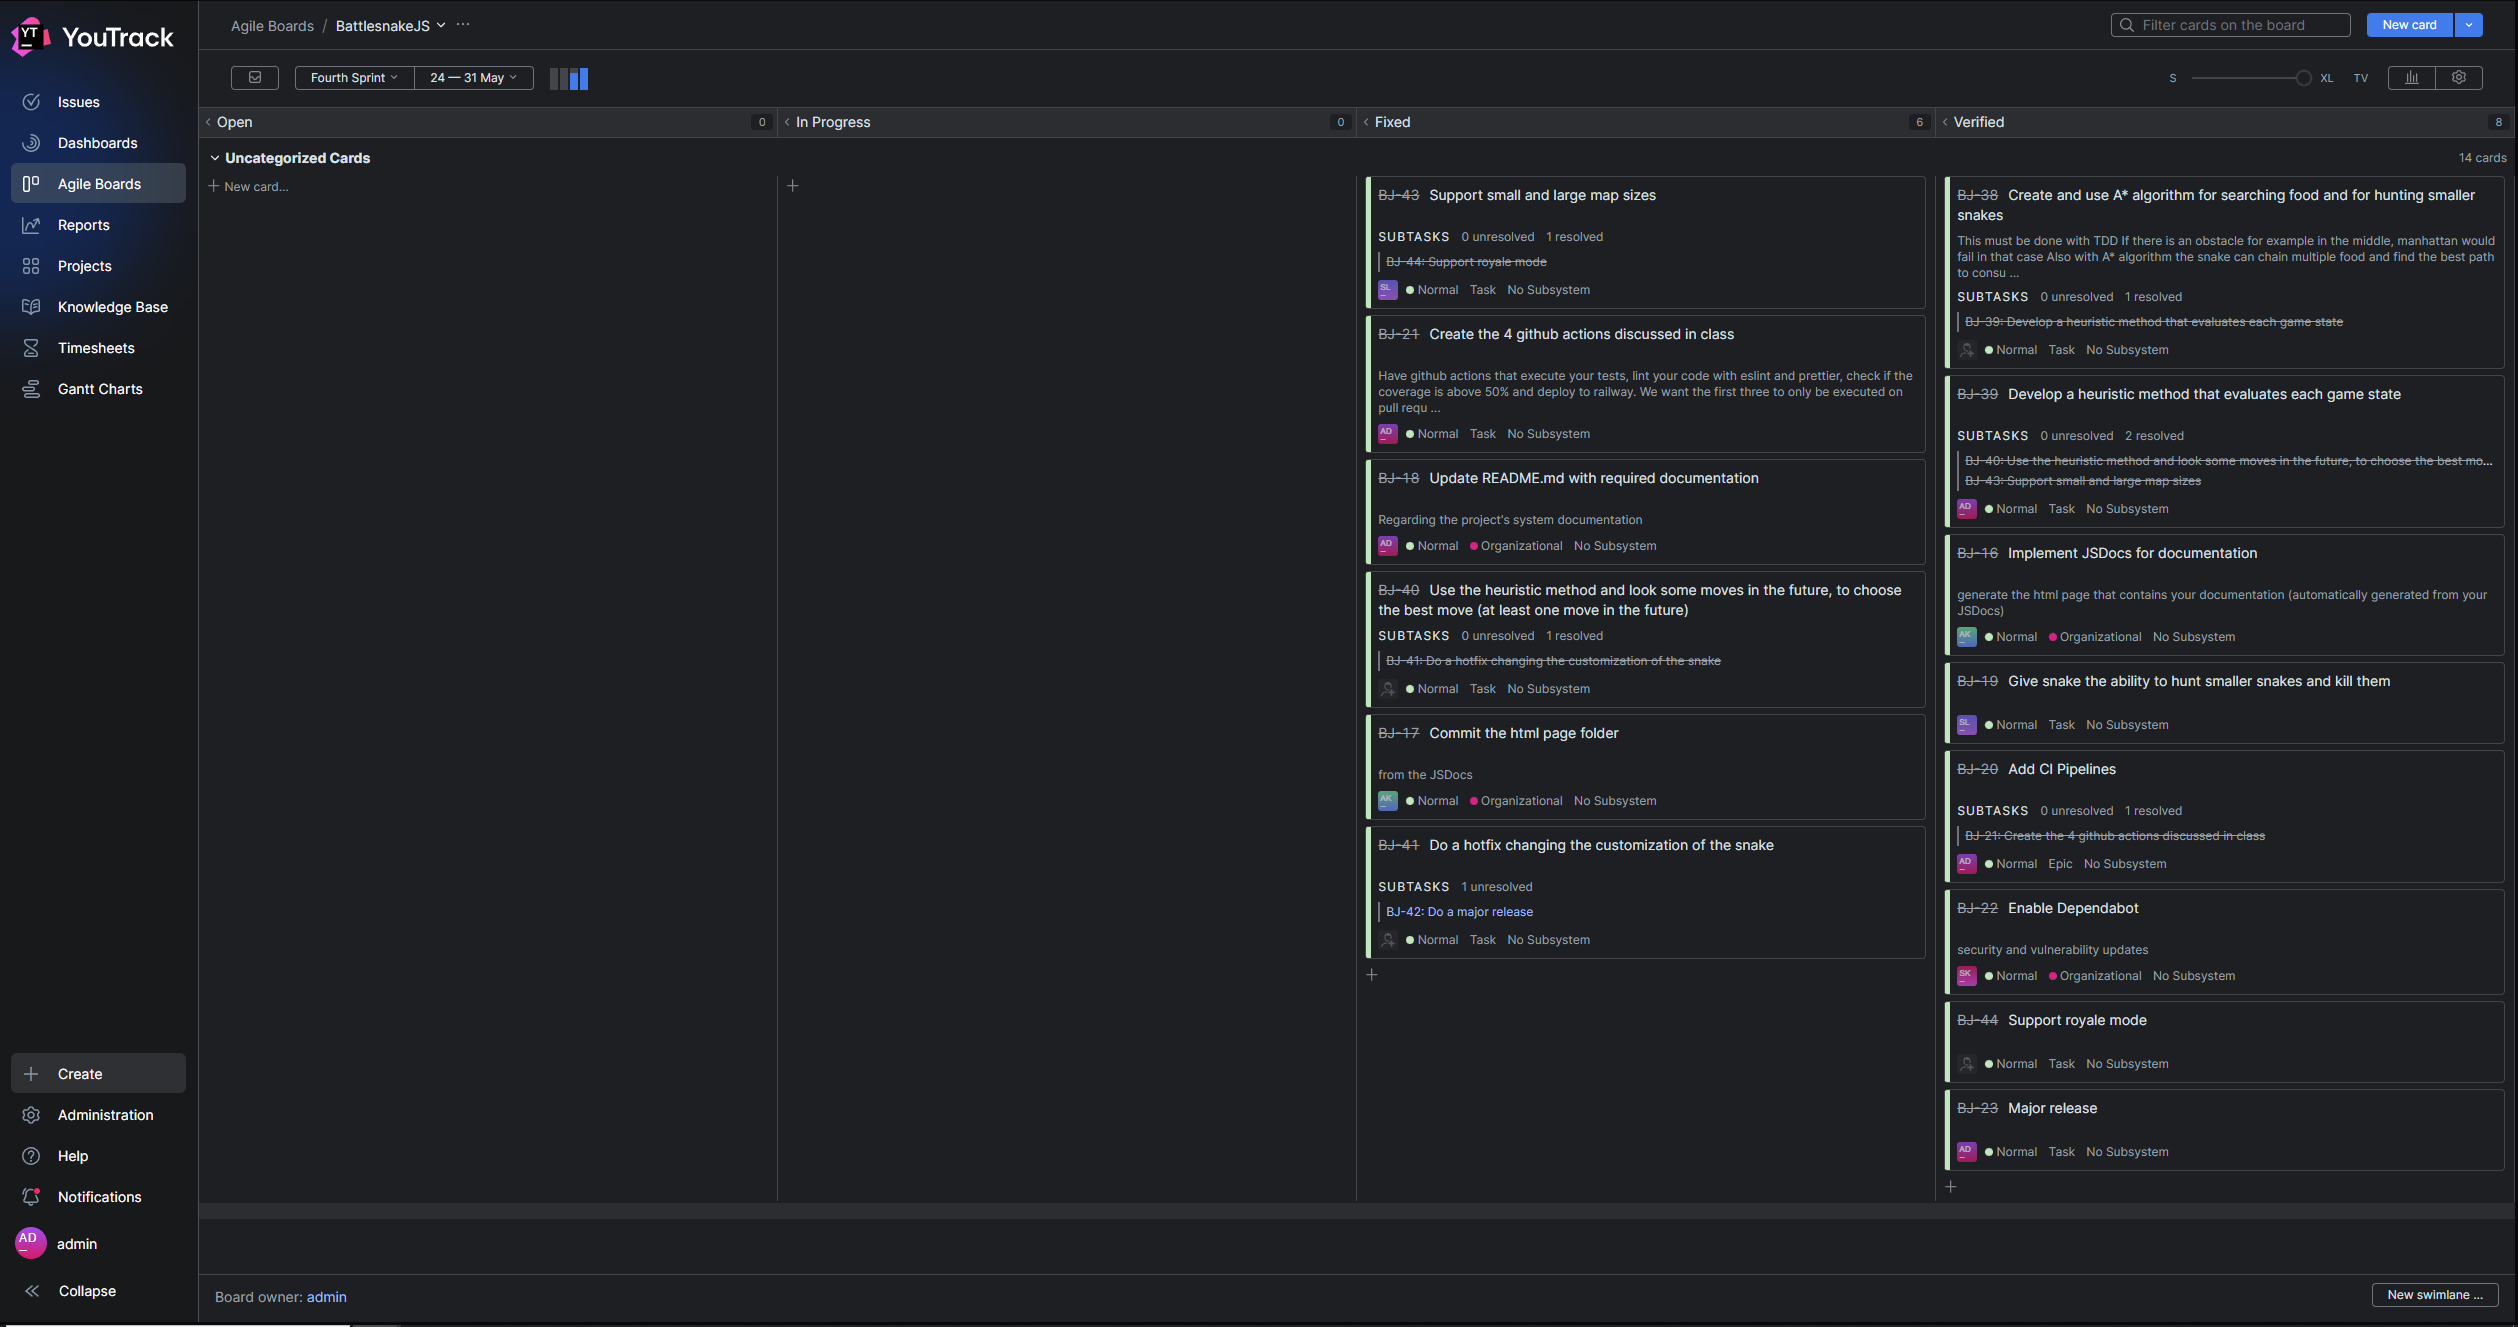 YT
YouTrack
Issues
Dashboards
Agile Boards
Reports
Projects
Knowledge Base
Timesheets
Gantt Charts
Create
Administration
Help
Notifications
AD
admin
Collapse
Agile Boards / BattlesnakeJS ...
Filter cards on the board
New card
Fourth Sprint
24 — 31 May
S
XL
TV
Open 0
In Progress 0
Fixed 6
Verified 8
Uncategorized Cards
14 cards
New card...
BJ-43 Support small and large map sizes
SUBTASKS 0 unresolved 1 resolved
BJ-44: Support royale mode
SL Normal Task No Subsystem
BJ-21 Create the 4 github actions discussed in class
Have github actions that execute your tests, lint your code with eslint and prettier, check if the
coverage is above 50% and deploy to railway. We want the first three to only be executed on
pull requ ...
AD Normal Task No Subsystem
BJ-18 Update README.md with required documentation
Regarding the project's system documentation
AD Normal Organizational No Subsystem
BJ-40 Use the heuristic method and look some moves in the future, to choose
the best move (at least one move in the future)
SUBTASKS 0 unresolved 1 resolved
BJ-41: Do a hotfix changing the customization of the snake
Normal Task No Subsystem
BJ-17 Commit the html page folder
from the JSDocs
AK Normal Organizational No Subsystem
BJ-41 Do a hotfix changing the customization of the snake
SUBTASKS 1 unresolved
BJ-42: Do a major release
Normal Task No Subsystem
BJ-38 Create and use A* algorithm for searching food and for hunting smaller
snakes
This must be done with TDD If there is an obstacle for example in the middle, manhattan would
fail in that case Also with A* algorithm the snake can chain multiple food and find the best path
to consu ...
SUBTASKS 0 unresolved 1 resolved
BJ-39: Develop a heuristic method that evaluates each game state
Normal Task No Subsystem
BJ-39 Develop a heuristic method that evaluates each game state
SUBTASKS 0 unresolved 2 resolved
BJ-40: Use the heuristic method and look some moves in the future, to choose the best mo...
BJ-43: Support small and large map sizes
AD Normal Task No Subsystem
BJ-16 Implement JSDocs for documentation
generate the html page that contains your documentation (automatically generated from your
JSDocs)
AK Normal Organizational No Subsystem
BJ-19 Give snake the ability to hunt smaller snakes and kill them
SL Normal Task No Subsystem
BJ-20 Add CI Pipelines
SUBTASKS 0 unresolved 1 resolved
BJ-21: Create the 4 github actions discussed in class
AD Normal Epic No Subsystem
BJ-22 Enable Dependabot
security and vulnerability updates
SK Normal Organizational No Subsystem
BJ-44 Support royale mode
Normal Task No Subsystem
BJ-23 Major release
AD Normal Task No Subsystem
Board owner: admin
New swimlane ...